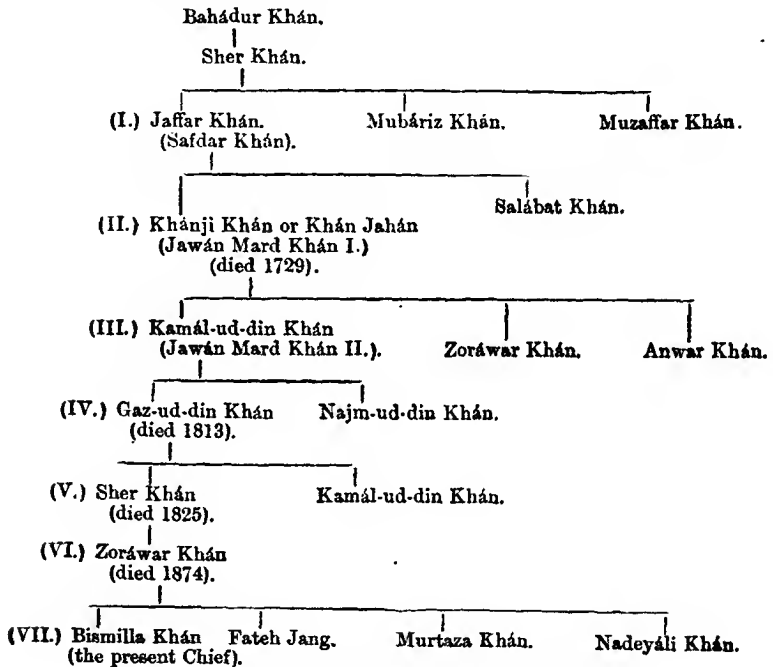 Bahádur Khán.
Sher Khán.
(I.) Jaffar Khán. Mubáriz Khán. Muzaffar Khán.
(Safdar Khán).
Salábat Khán.
(II.) Khánji Khán or Khán Jahán
(Jawán Mard Khán I.)
(died 1729).
(III.) Kamál-ud-din Khán
(Jawán Mard Khán II.). Zoráwar Khán. Anwar Khán.
(IV.) Gaz-ud-din Khán Najm-ud-din Khán.
(died 1813).
(V.) Sher Khán Kamál-ud-din Khán.
(died 1825).
(VI.) Zoráwar Khán
(died 1874).
(VII.) Bismilla Khán Fateh Jang. Murtaza Khán. Nadeyáli Khán.
(the present Chief).